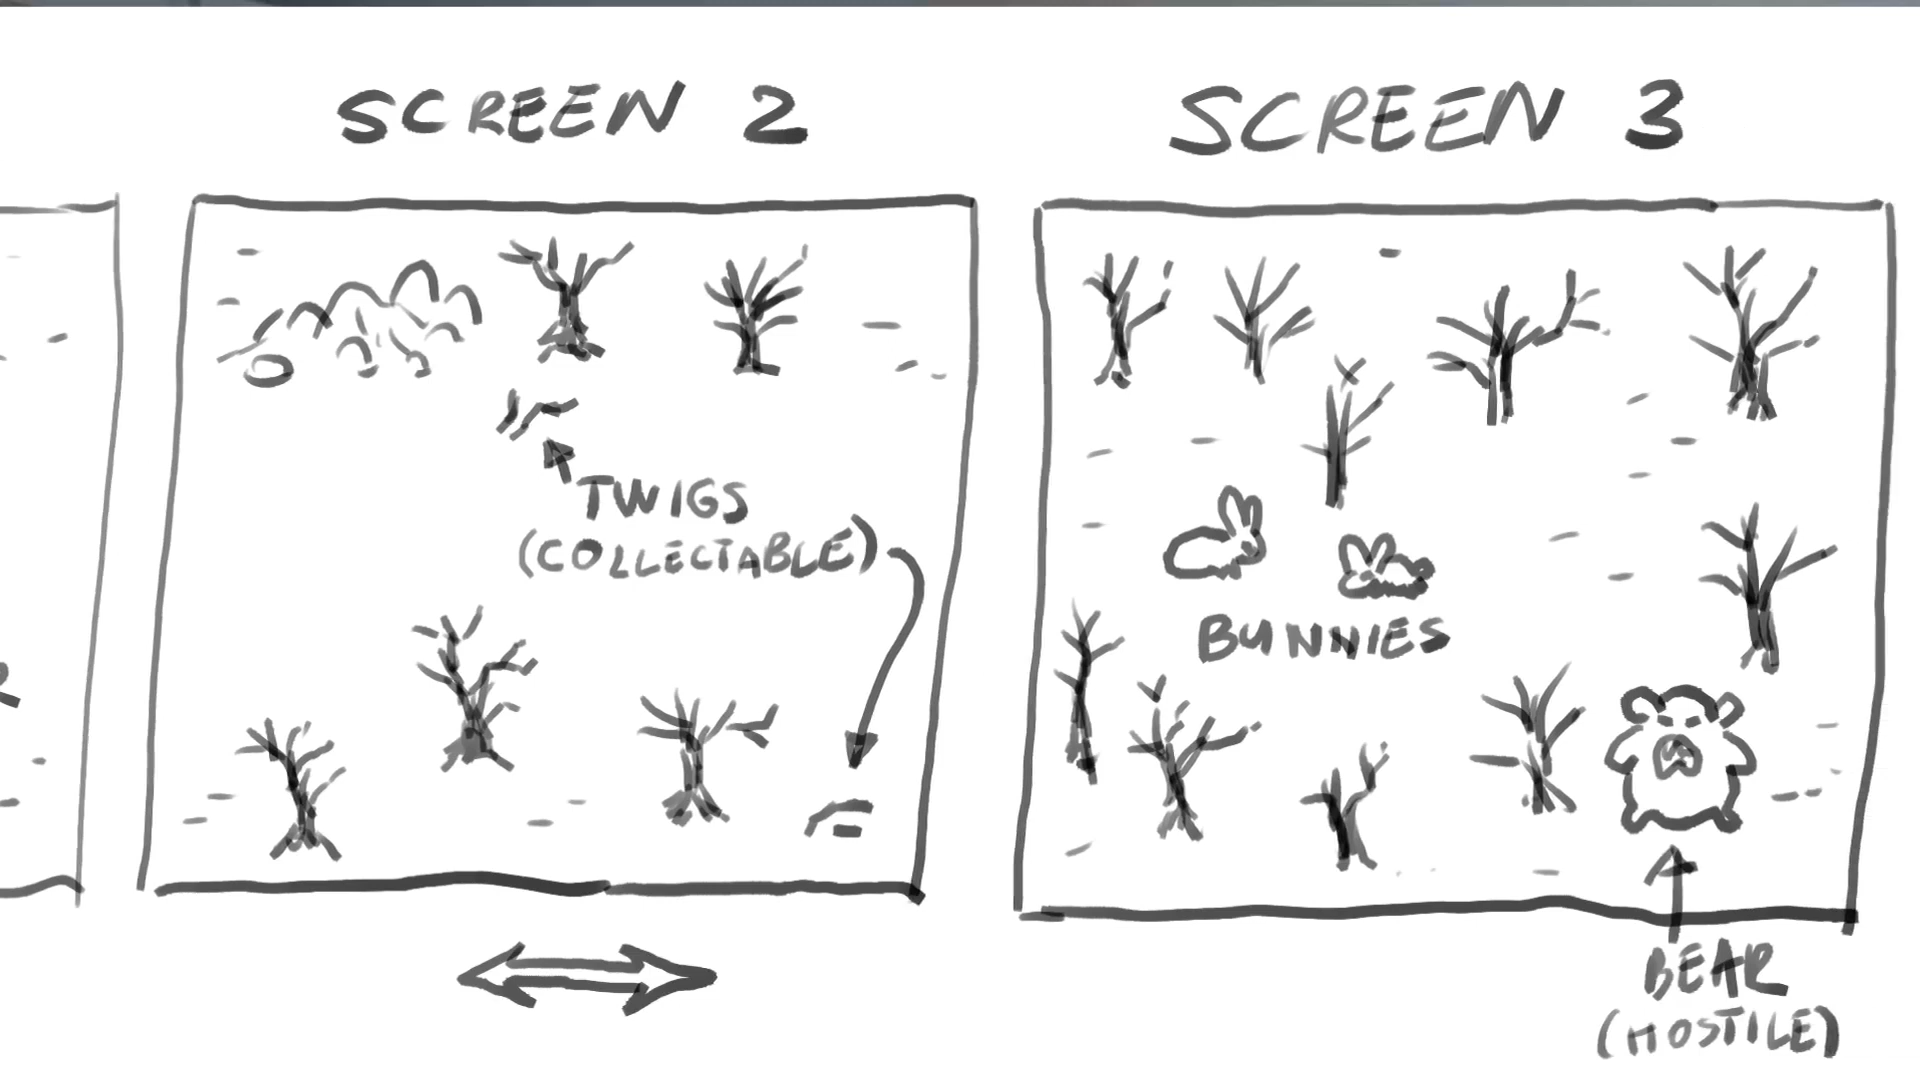 SCREEN 2
TWIGS
(COLLECTABLE)
SCREEN 3
BUNNIES
BEAR
(HOSTILE)